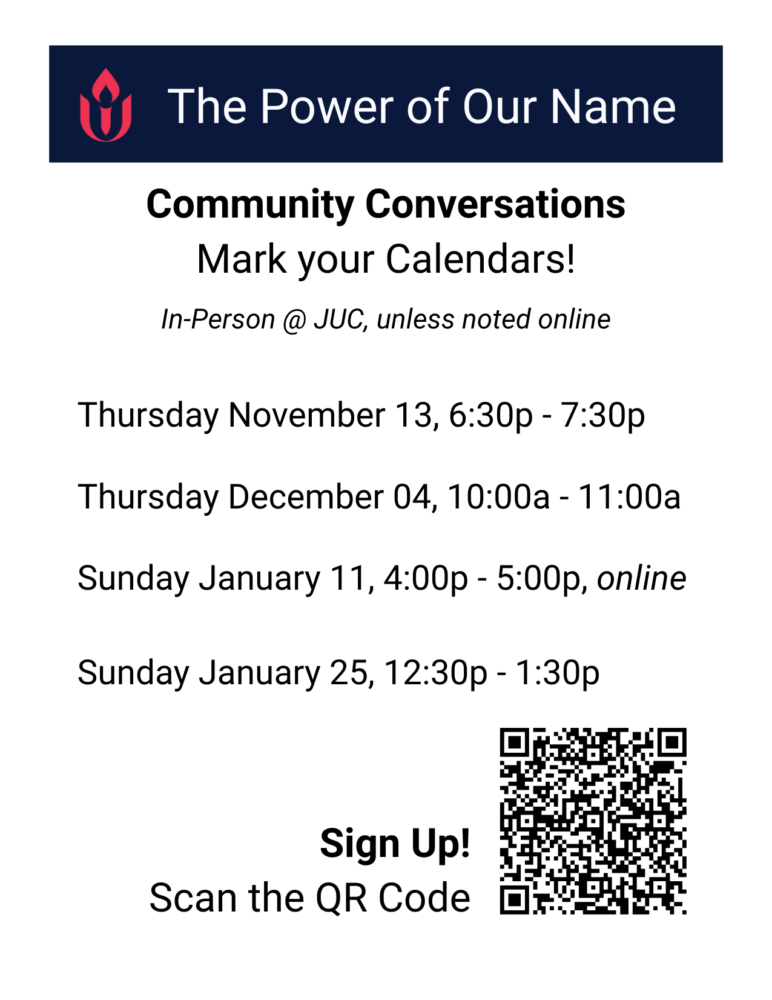 The Power of Our Name
Community Conversations
Mark your Calendars!
In-Person @ JUC, unless noted online
Thursday November 13, 6:30p - 7:30p
Thursday December 04, 10:00a - 11:00a
Sunday January 11, 4:00p - 5:00p, online
Sunday January 25, 12:30p - 1:30p
Sign Up!
Scan the QR Code